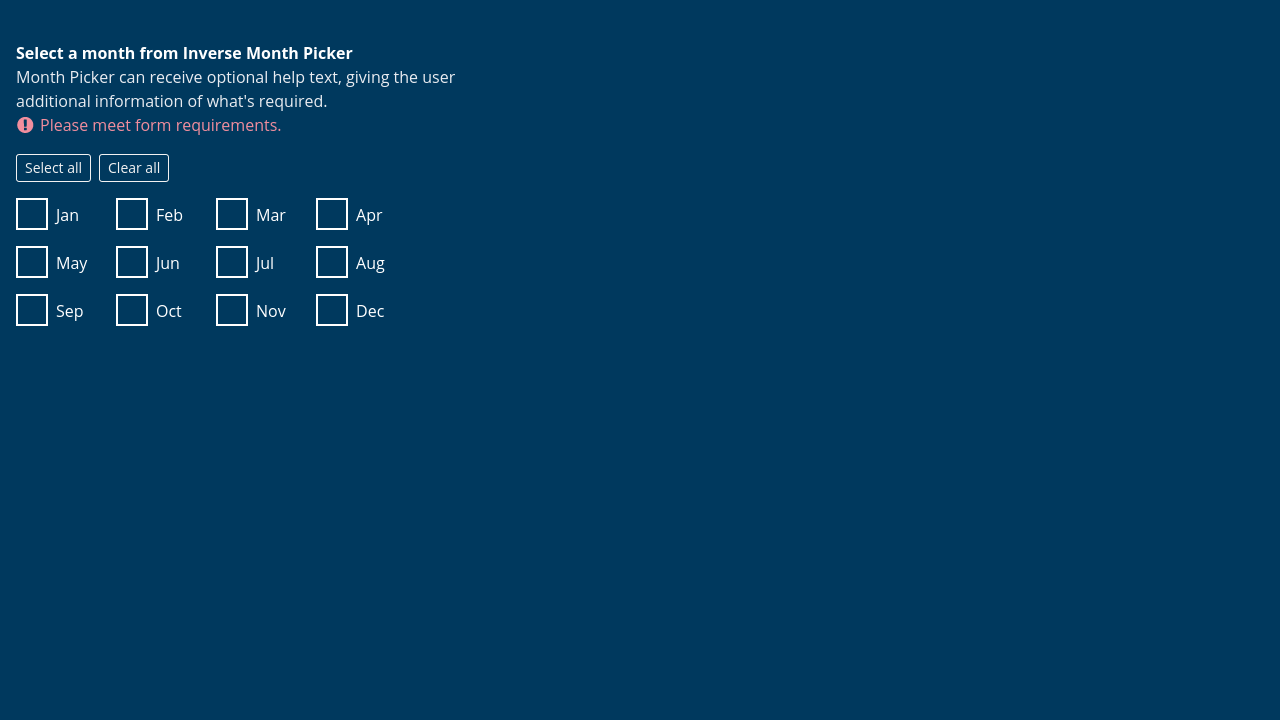 Select a month from Inverse Month Picker
Month Picker can receive optional help text, giving the user
additional information of what's required.
Please meet form requirements.
Select all Clear all
Jan Feb Mar Apr
May Jun Jul Aug
Sep Oct Nov Dec